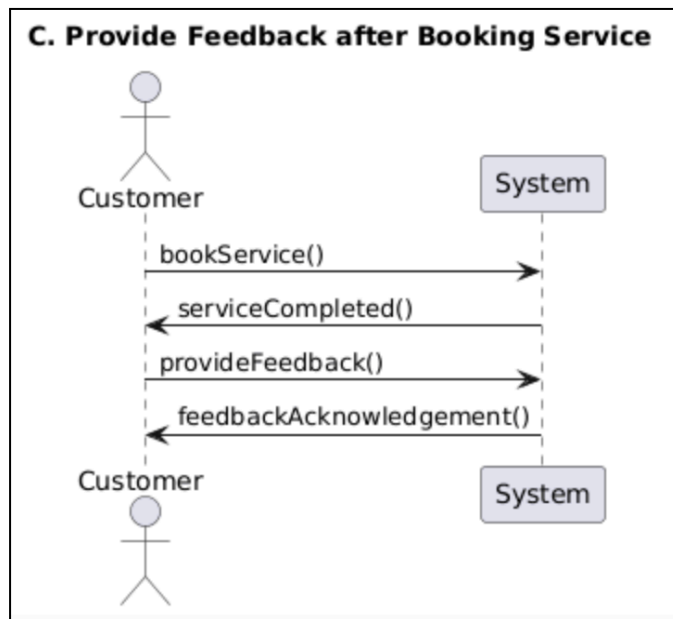 C. Provide Feedback after Booking Service
Customer
System
bookService()
serviceCompleted()
provideFeedback()
feedbackAcknowledgement()
Customer
System